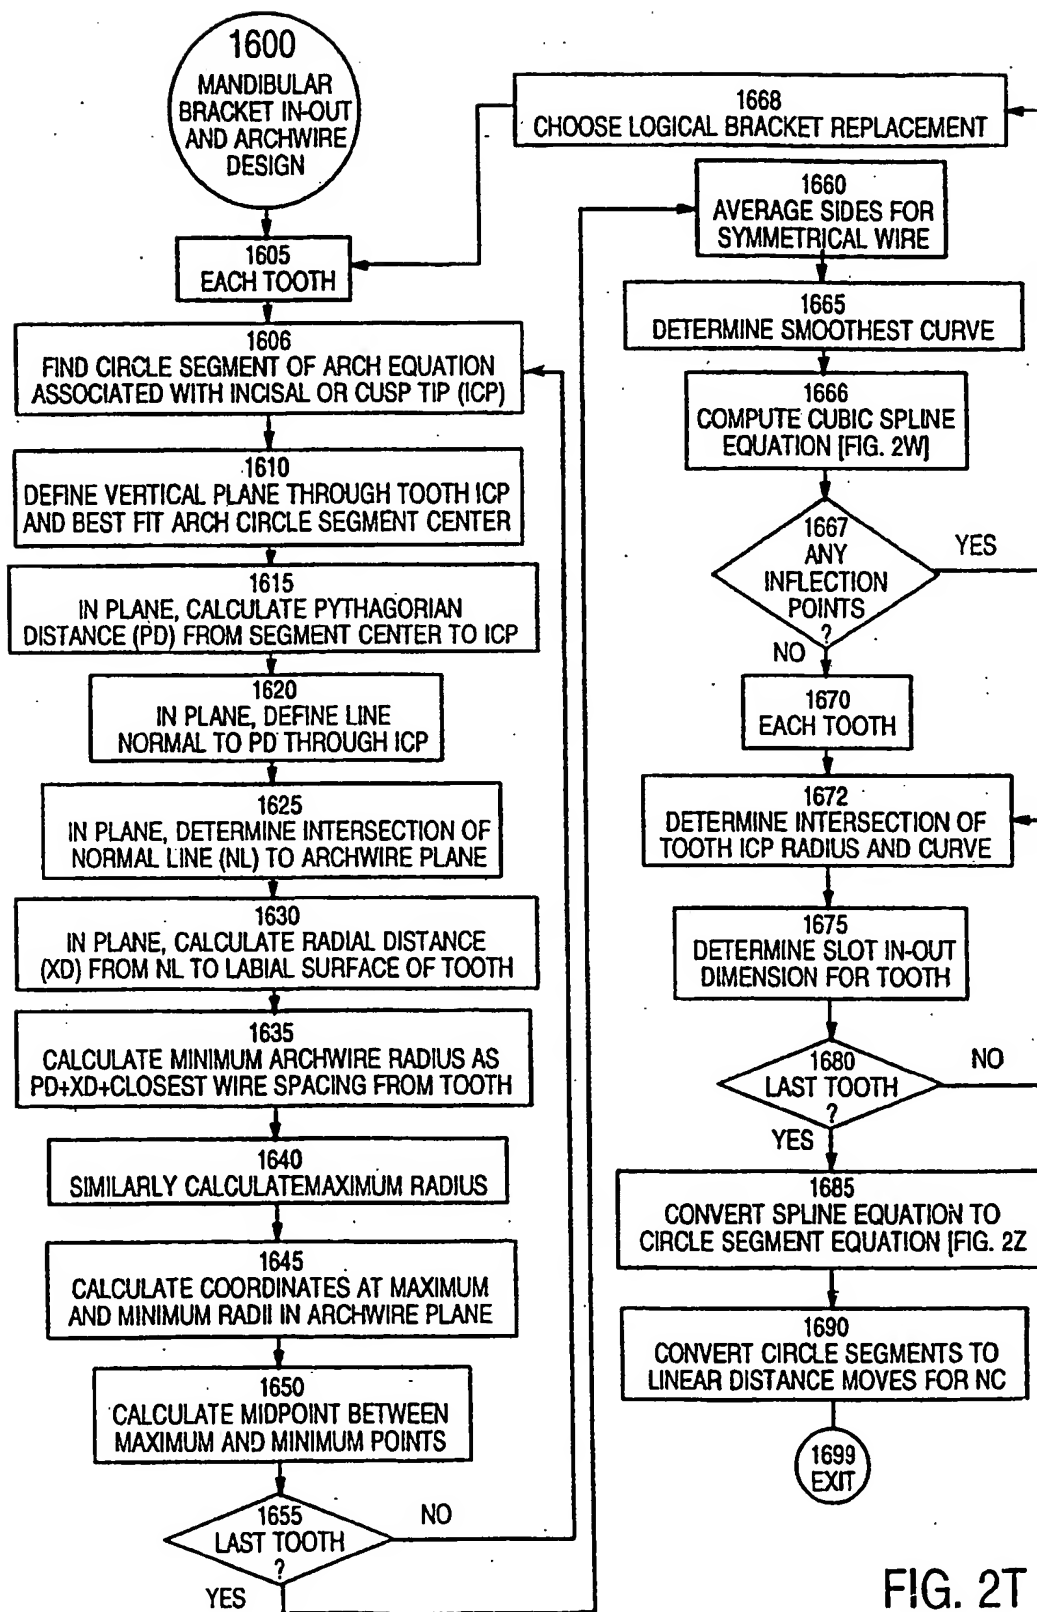 1600
MANDIBULAR
BRACKET IN-OUT
AND ARCHWIRE
DESIGN
1605
EACH TOOTH
1606
FIND CIRCLE SEGMENT OF ARCH EQUATION
ASSOCIATED WITH INCISAL OR CUSP TIP (ICP)
1610
DEFINE VERTICAL PLANE THROUGH TOOTH ICP
AND BEST FIT ARCH CIRCLE SEGMENT CENTER
1615
IN PLANE, CALCULATE PYTHAGORIAN
DISTANCE (PD) FROM SEGMENT CENTER TO ICP
1620
IN PLANE, DEFINE LINE
NORMAL TO PD THROUGH ICP
1625
IN PLANE, DETERMINE INTERSECTION OF
NORMAL LINE (NL) TO ARCHWIRE PLANE
1630
IN PLANE, CALCULATE RADIAL DISTANCE
(XD) FROM NL TO LABIAL SURFACE OF TOOTH
1635
CALCULATE MINIMUM ARCHWIRE RADIUS AS
PD+XD+CLOSEST WIRE SPACING FROM TOOTH
1640
SIMILARLY CALCULATEMAXIMUM RADIUS
1645
CALCULATE COORDINATES AT MAXIMUM
AND MINIMUM RADII IN ARCHWIRE PLANE
1650
CALCULATE MIDPOINT BETWEEN
MAXIMUM AND MINIMUM POINTS
1655
LAST TOOTH
?
NO
YES
1668
CHOOSE LOGICAL BRACKET REPLACEMENT
1660
AVERAGE SIDES FOR
SYMMETRICAL WIRE
1665
DETERMINE SMOOTHEST CURVE
1666
COMPUTE CUBIC SPLINE
EQUATION [FIG. 2W]
1667
ANY
INFLECTION
POINTS
?
YES
NO
1670
EACH TOOTH
1672
DETERMINE INTERSECTION OF
TOOTH ICP RADIUS AND CURVE
1675
DETERMINE SLOT IN-OUT
DIMENSION FOR TOOTH
1680
LAST TOOTH
?
NO
YES
1685
CONVERT SPLINE EQUATION TO
CIRCLE SEGMENT EQUATION [FIG. 2Z
1690
CONVERT CIRCLE SEGMENTS TO
LINEAR DISTANCE MOVES FOR NC
1699
EXIT
FIG. 2T